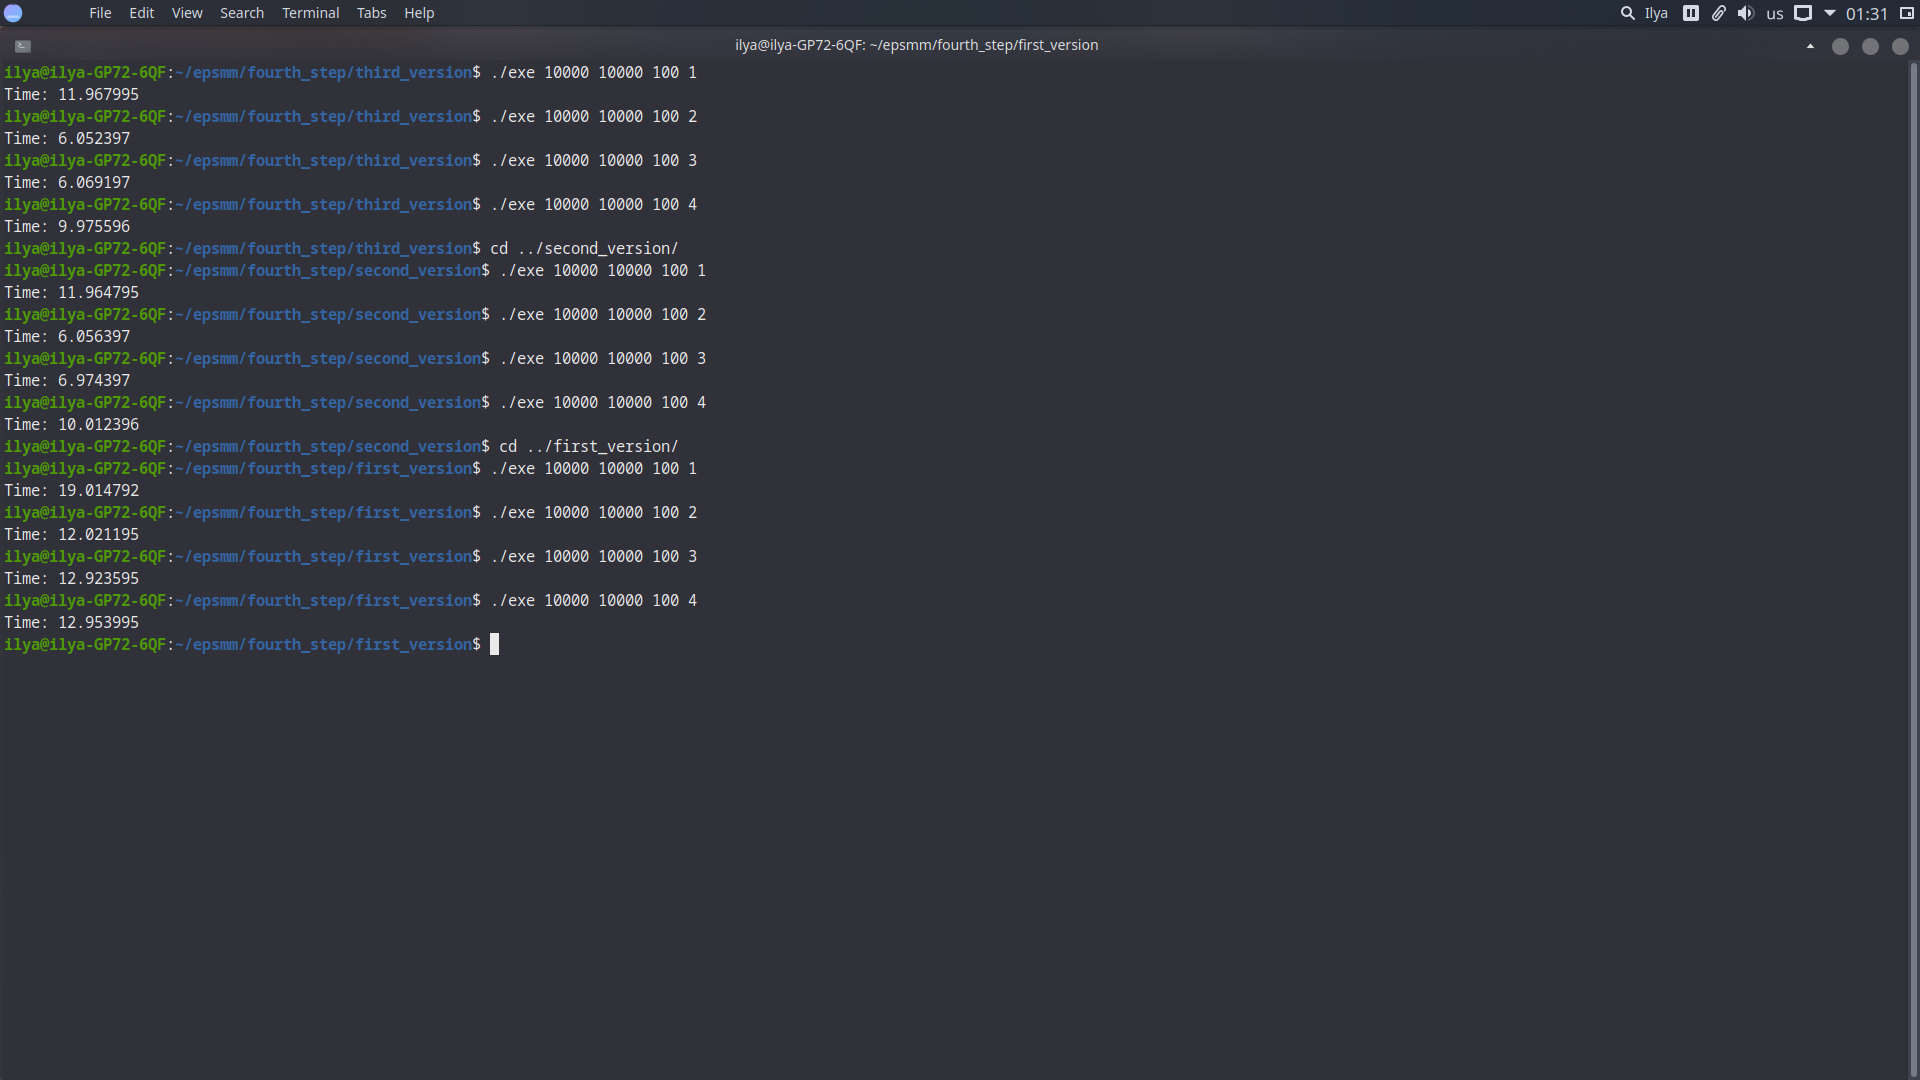 File Edit View Search Terminal Tabs Help Ilya us 01:31
ilya@ilya-GP72-6QF: ~/epsmm/fourth_step/first_version
ilya@ilya-GP72-6QF:~/epsmm/fourth_step/third_version$ ./exe 10000 10000 100 1
Time: 11.967995
ilya@ilya-GP72-6QF:~/epsmm/fourth_step/third_version$ ./exe 10000 10000 100 2
Time: 6.052397
ilya@ilya-GP72-6QF:~/epsmm/fourth_step/third_version$ ./exe 10000 10000 100 3
Time: 6.069197
ilya@ilya-GP72-6QF:~/epsmm/fourth_step/third_version$ ./exe 10000 10000 100 4
Time: 9.975596
ilya@ilya-GP72-6QF:~/epsmm/fourth_step/third_version$ cd ../second_version/
ilya@ilya-GP72-6QF:~/epsmm/fourth_step/second_version$ ./exe 10000 10000 100 1
Time: 11.964795
ilya@ilya-GP72-6QF:~/epsmm/fourth_step/second_version$ ./exe 10000 10000 100 2
Time: 6.056397
ilya@ilya-GP72-6QF:~/epsmm/fourth_step/second_version$ ./exe 10000 10000 100 3
Time: 6.974397
ilya@ilya-GP72-6QF:~/epsmm/fourth_step/second_version$ ./exe 10000 10000 100 4
Time: 10.012396
ilya@ilya-GP72-6QF:~/epsmm/fourth_step/second_version$ cd ../first_version/
ilya@ilya-GP72-6QF:~/epsmm/fourth_step/first_version$ ./exe 10000 10000 100 1
Time: 19.014792
ilya@ilya-GP72-6QF:~/epsmm/fourth_step/first_version$ ./exe 10000 10000 100 2
Time: 12.021195
ilya@ilya-GP72-6QF:~/epsmm/fourth_step/first_version$ ./exe 10000 10000 100 3
Time: 12.923595
ilya@ilya-GP72-6QF:~/epsmm/fourth_step/first_version$ ./exe 10000 10000 100 4
Time: 12.953995
ilya@ilya-GP72-6QF:~/epsmm/fourth_step/first_version$